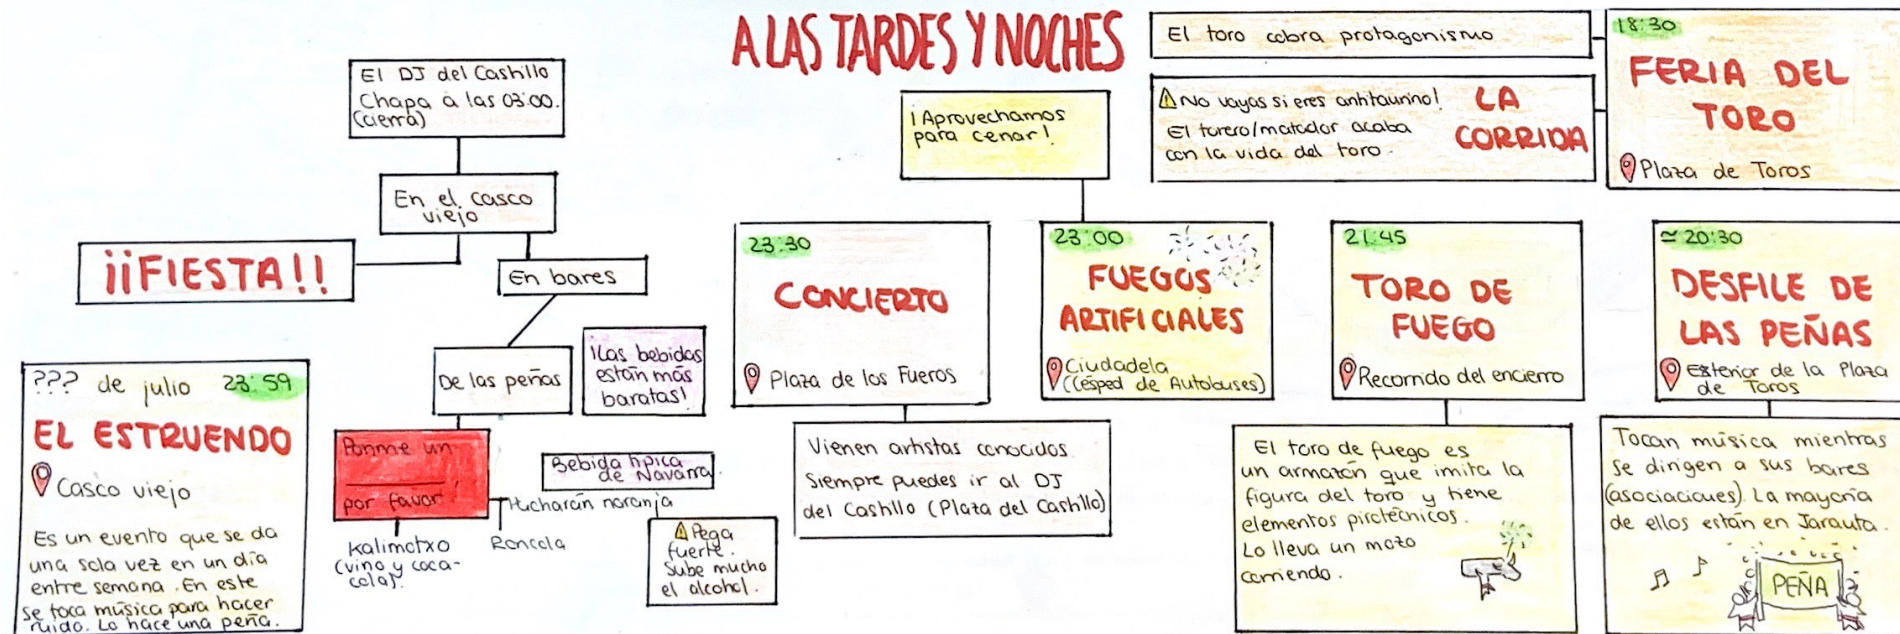 A LAS TARDES Y NOCHES
El toro cobra protagonismo
18:30
FERIA DEL
TORO
Plaza de Toros
⚠ No vayas si eres antitaurino!
El torero/matador acaba
con la vida del toro.
LA
CORRIDA
El DJ del Castillo
Chapa a las 03:00.
(cierra)
¡Aprovechamos
para cenar!
En el casco
viejo
¡¡FIESTA!!
En bares
De las peñas
¡Las bebidas
están más
baratas!
23:30
CONCIERTO
Plaza de los Fueros
23:00
FUEGOS
ARTIFICIALES
Ciudadela
(Césped de Autobuses)
21:45
TORO DE
FUEGO
Recorrido del encierro
≃ 20:30
DESFILE DE
LAS PEÑAS
Exterior de la Plaza
de Toros
??? de julio 23:59
EL ESTRUENDO
Casco viejo
Es un evento que se da
una sola vez en un día
entre semana. En este
se toca música para hacer
ruido. Lo hace una peña.
Ponme un
________
por favor!
Bebida típica
de Navarra.
Pucharán naranja
Roncola
Kalimotxo
(vino y coca-
cola).
⚠ Pega
fuerte.
Sube mucho
el alcohol.
Vienen artistas conocidos.
Siempre puedes ir al DJ
del Castillo (Plaza del Castillo)
El toro de fuego es
un armatón que imita la
figura del toro y tiene
elementos pirotécnicos.
Lo lleva un mozo
corriendo.
Tocan música mientras
se dirigen a sus bares
(asociaciones). La mayoría
de ellos están en Jarauta.
PEÑA